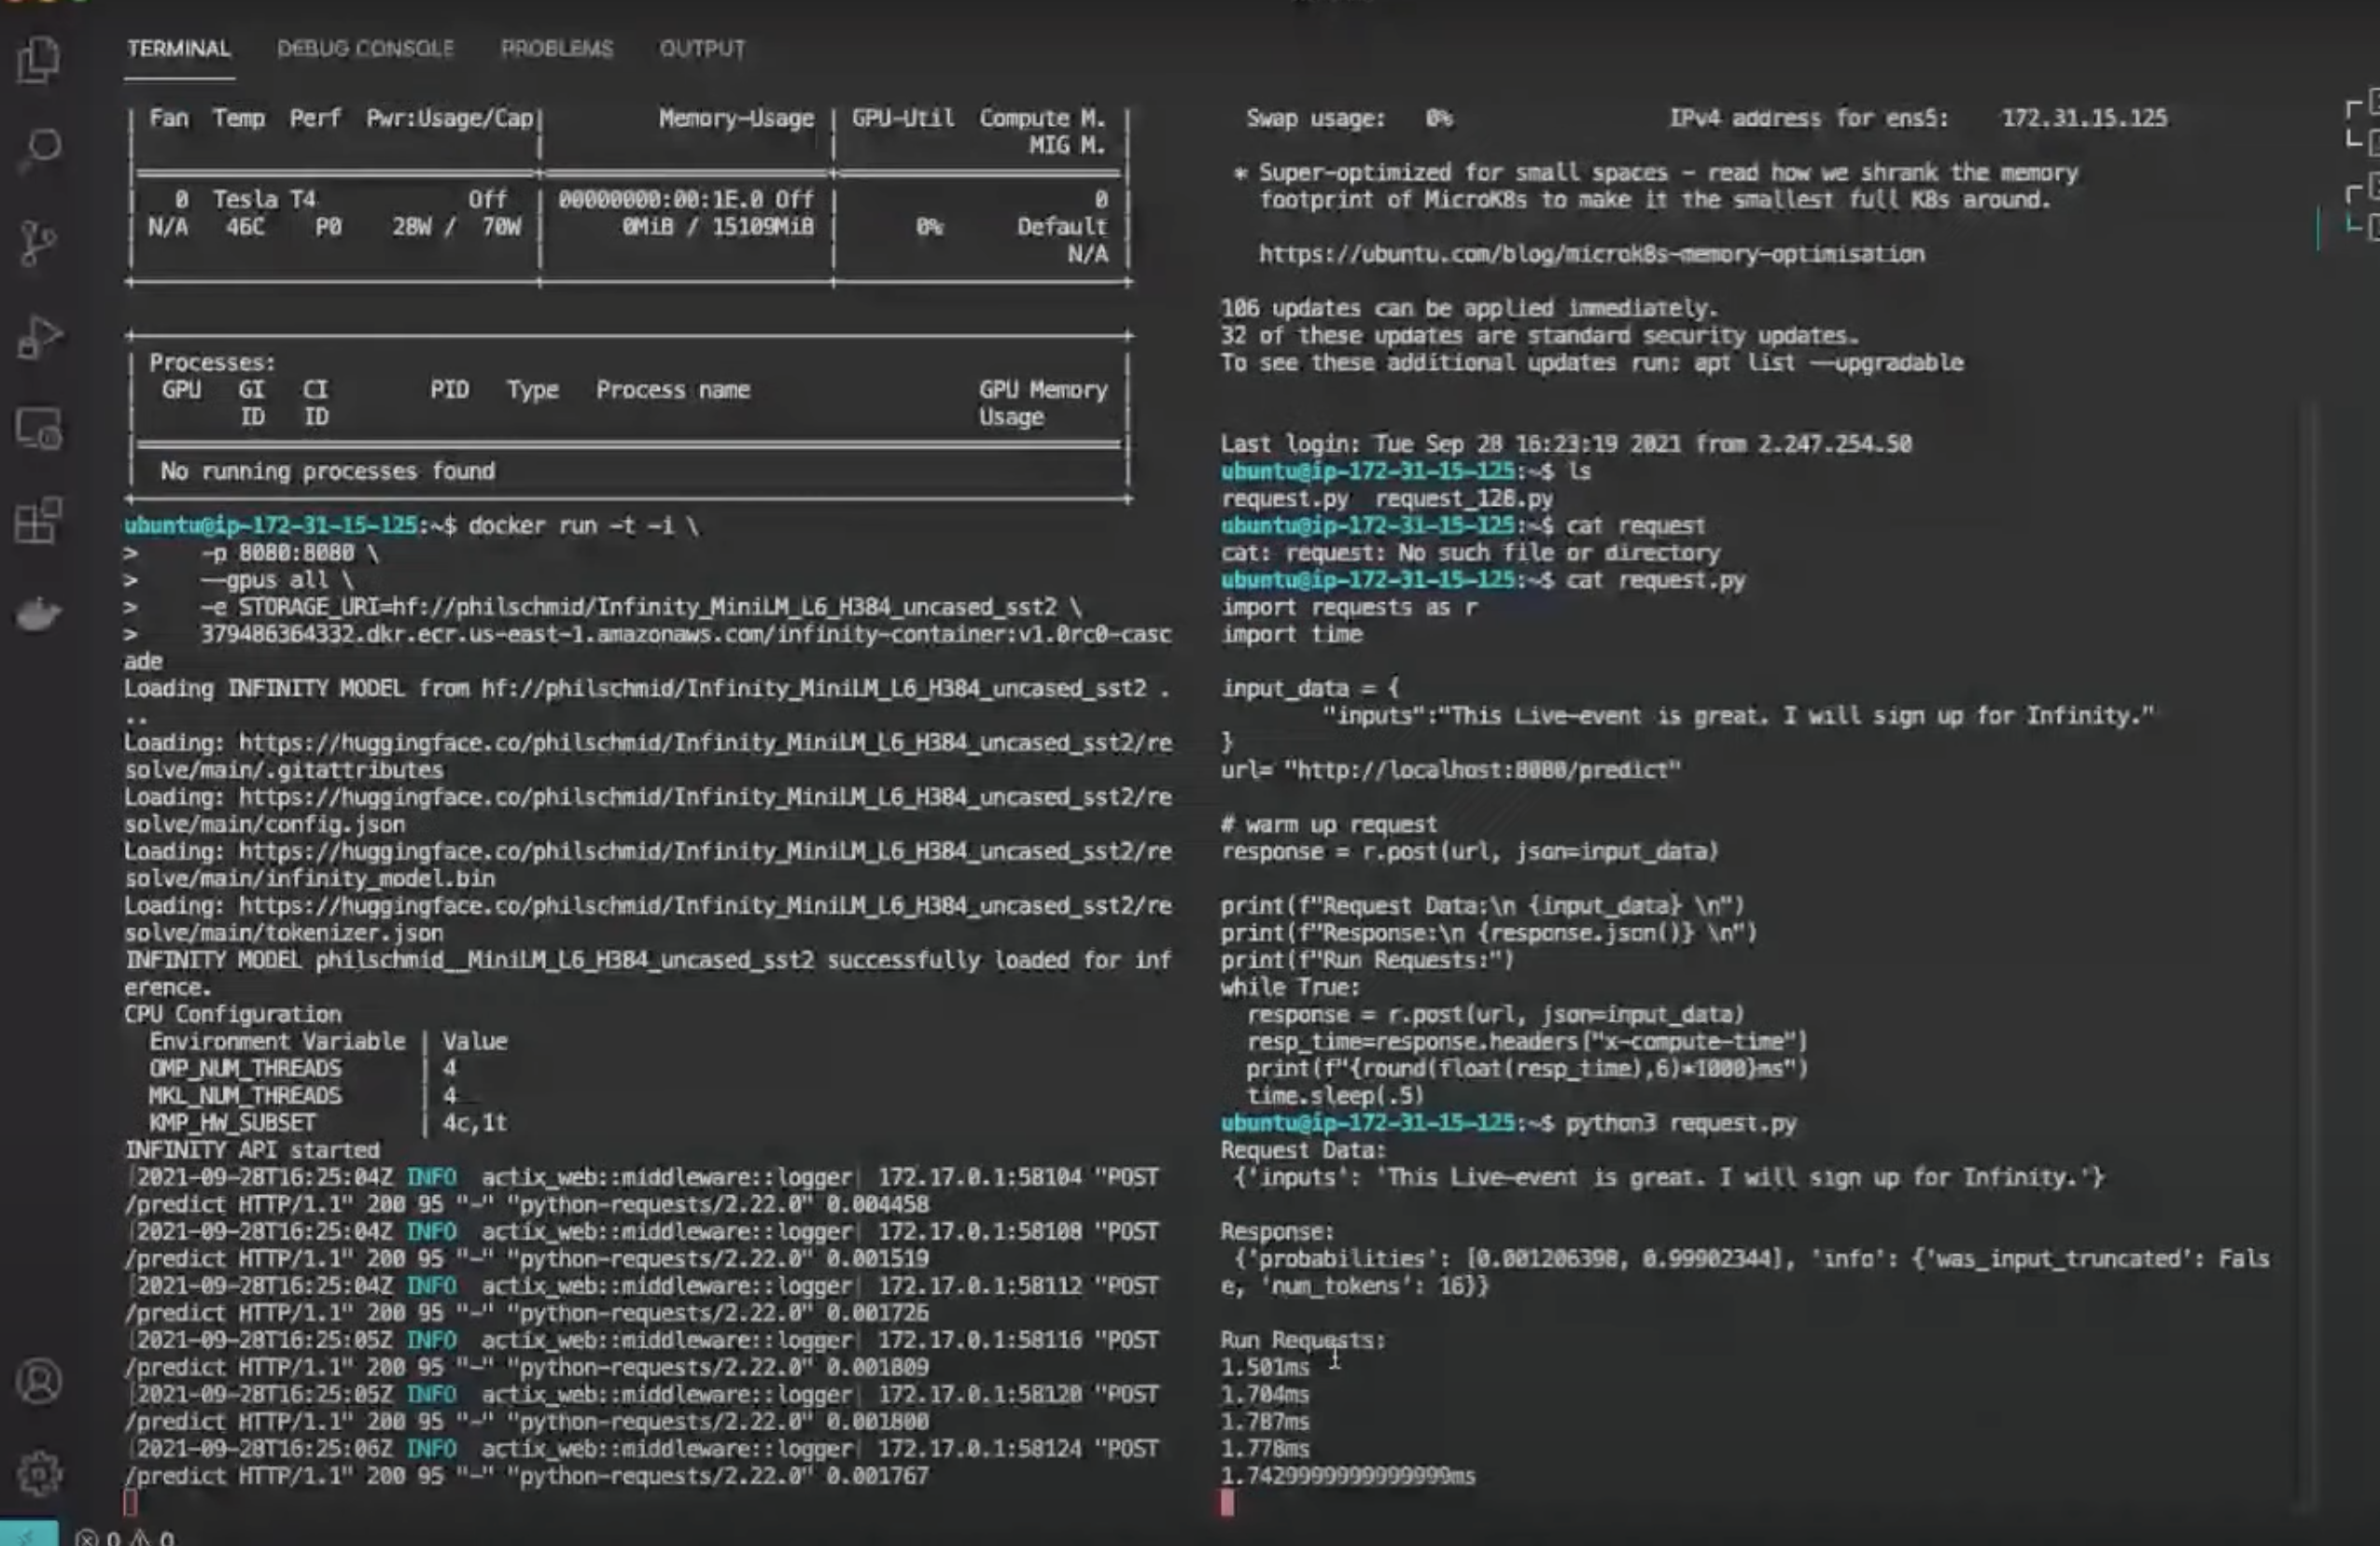 TERMINAL DEBUG CONSOLE PROBLEMS OUTPUT
Fan Temp Perf Pwr:Usage/Cap| Memory-Usage | GPU-Util Compute M. |
MIG M. |
0 Tesla T4 Off | 00000000:00:1E.0 Off | 0
N/A 46C P0 28W / 70W | 0MiB / 15109MiB | 0% Default
N/A |
Processes:
GPU GI CI PID Type Process name GPU Memory
ID ID Usage
No running processes found
ubuntu@ip-172-31-15-125:~$ docker run -t -i \
> -p 8080:8080 \
> --gpus all \
> -e STORAGE_URI=hf://philschmid/Infinity_MiniLM_L6_H384_uncased_sst2 \
> 379486364332.dkr.ecr.us-east-1.amazonaws.com/infinity-container:v1.0rc0-casc
ade
Loading INFINITY MODEL from hf://philschmid/Infinity_MiniLM_L6_H384_uncased_sst2 .
..
Loading: https://huggingface.co/philschmid/Infinity_MiniLM_L6_H384_uncased_sst2/re
solve/main/.gitattributes
Loading: https://huggingface.co/philschmid/Infinity_MiniLM_L6_H384_uncased_sst2/re
solve/main/config.json
Loading: https://huggingface.co/philschmid/Infinity_MiniLM_L6_H384_uncased_sst2/re
solve/main/infinity_model.bin
Loading: https://huggingface.co/philschmid/Infinity_MiniLM_L6_H384_uncased_sst2/re
solve/main/tokenizer.json
INFINITY MODEL philschmid__MiniLM_L6_H384_uncased_sst2 successfully loaded for inf
erence.
CPU Configuration
Environment Variable | Value
OMP_NUM_THREADS | 4
MKL_NUM_THREADS | 4
KMP_HW_SUBSET | 4c,1t
INFINITY API started
[2021-09-28T16:25:04Z INFO actix_web::middleware::logger] 172.17.0.1:58104 "POST
/predict HTTP/1.1" 200 95 "-" "python-requests/2.22.0" 0.004458
[2021-09-28T16:25:04Z INFO actix_web::middleware::logger] 172.17.0.1:58108 "POST
/predict HTTP/1.1" 200 95 "-" "python-requests/2.22.0" 0.001519
[2021-09-28T16:25:04Z INFO actix_web::middleware::logger] 172.17.0.1:58112 "POST
/predict HTTP/1.1" 200 95 "-" "python-requests/2.22.0" 0.001726
[2021-09-28T16:25:05Z INFO actix_web::middleware::logger] 172.17.0.1:58116 "POST
/predict HTTP/1.1" 200 95 "-" "python-requests/2.22.0" 0.001809
[2021-09-28T16:25:05Z INFO actix_web::middleware::logger] 172.17.0.1:58120 "POST
/predict HTTP/1.1" 200 95 "-" "python-requests/2.22.0" 0.001800
[2021-09-28T16:25:06Z INFO actix_web::middleware::logger] 172.17.0.1:58124 "POST
/predict HTTP/1.1" 200 95 "-" "python-requests/2.22.0" 0.001767
Swap usage: 0% IPv4 address for ens5: 172.31.15.125
* Super-optimized for small spaces - read how we shrank the memory
footprint of MicroK8s to make it the smallest full K8s around.
https://ubuntu.com/blog/microk8s-memory-optimisation
106 updates can be applied immediately.
32 of these updates are standard security updates.
To see these additional updates run: apt list --upgradable
Last login: Tue Sep 28 16:23:19 2021 from 2.247.254.50
ubuntu@ip-172-31-15-125:~$ ls
request.py request_128.py
ubuntu@ip-172-31-15-125:~$ cat request
cat: request: No such file or directory
ubuntu@ip-172-31-15-125:~$ cat request.py
import requests as r
import time
input_data = {
"inputs":"This Live-event is great. I will sign up for Infinity."
}
url= "http://localhost:8080/predict"
# warm up request
response = r.post(url, json=input_data)
print(f"Request Data:\n {input_data} \n")
print(f"Response:\n {response.json()} \n")
print(f"Run Requests:")
while True:
response = r.post(url, json=input_data)
resp_time=response.headers["x-compute-time"]
print(f"{round(float(resp_time),6)*1000}ms")
time.sleep(.5)
ubuntu@ip-172-31-15-125:~$ python3 request.py
Request Data:
{'inputs': 'This Live-event is great. I will sign up for Infinity.'}
Response:
{'probabilities': [0.001206398, 0.99902344], 'info': {'was_input_truncated': Fals
e, 'num_tokens': 16}}
Run Requests:
1.501ms
1.704ms
1.787ms
1.778ms
1.7429999999999999ms
0 0